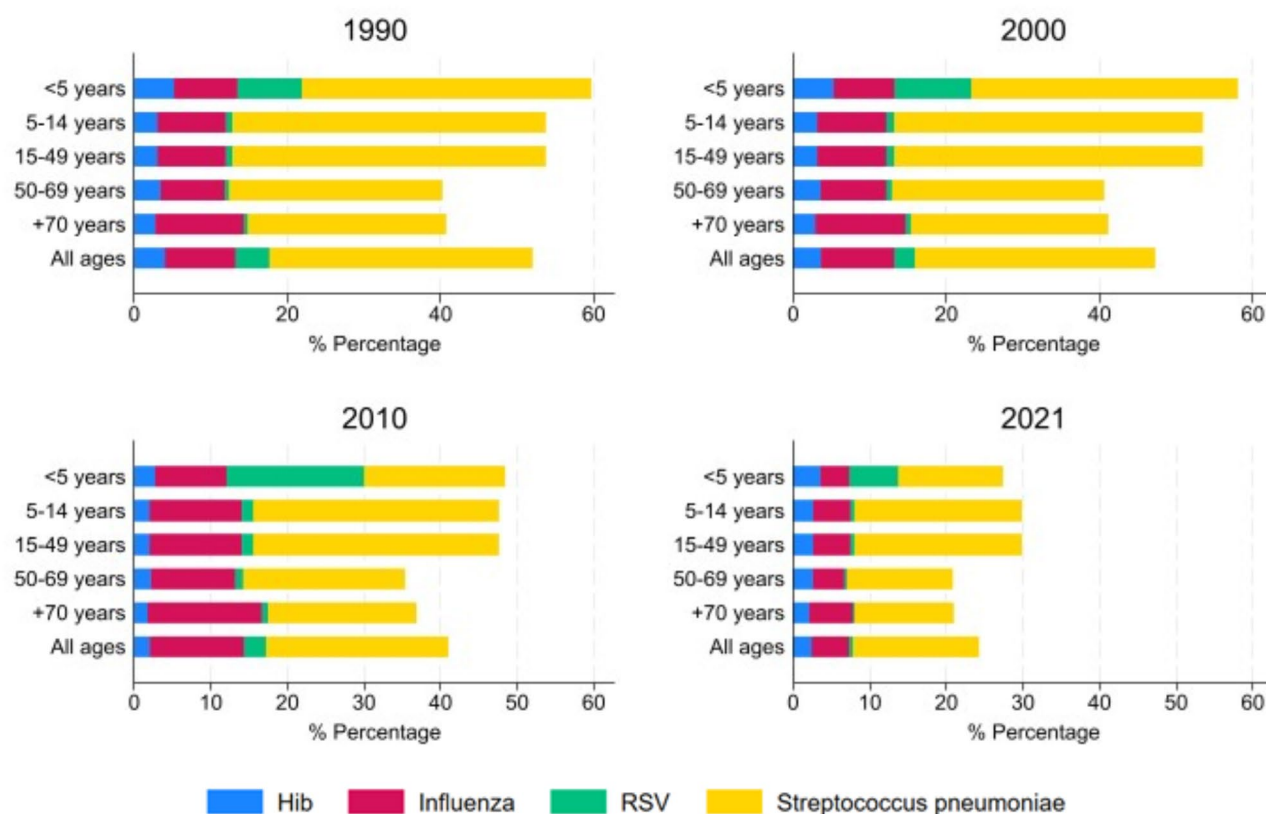 1990
<5 years
5-14 years
15-49 years
50-69 years
+70 years
All ages
0 20 40 60
% Percentage
2000
<5 years
5-14 years
15-49 years
50-69 years
+70 years
All ages
0 20 40 60
% Percentage
2010
<5 years
5-14 years
15-49 years
50-69 years
+70 years
All ages
0 10 20 30 40 50 60
% Percentage
2021
<5 years
5-14 years
15-49 years
50-69 years
+70 years
All ages
0 10 20 30 40 50 60
% Percentage
Hib Influenza RSV Streptococcus pneumoniae